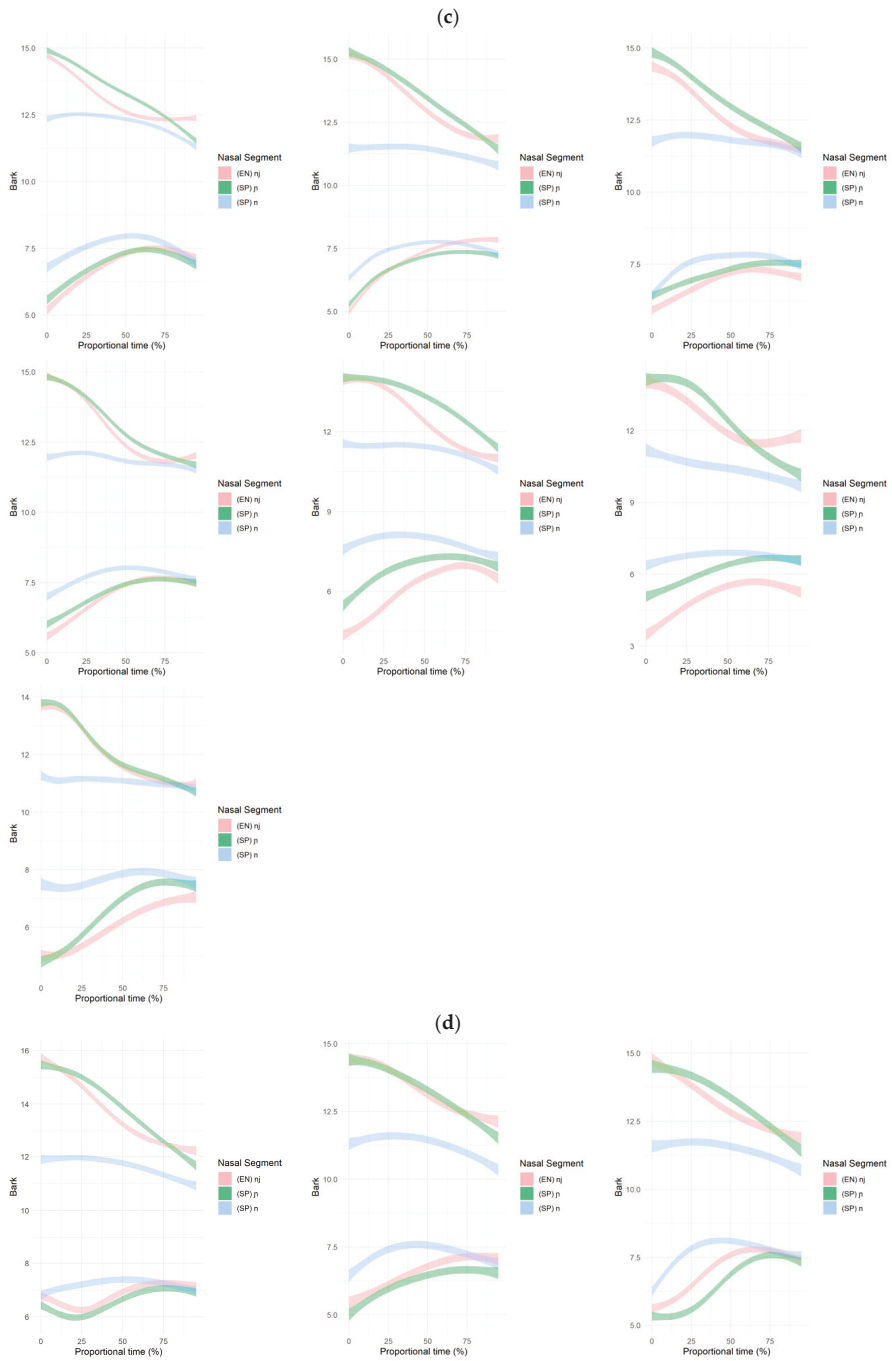 (c)
15.0
12.5
10.0
7.5
5.0
Bark
0 25 50 75
Proportional time (%)
Nasal Segment
(EN) nj
(SP) ɲ
(SP) n
15.0
12.5
10.0
7.5
5.0
Bark
0 25 50 75
Proportional time (%)
Nasal Segment
(EN) nj
(SP) ɲ
(SP) n
15.0
12.5
10.0
7.5
Bark
0 25 50 75
Proportional time (%)
Nasal Segment
(EN) nj
(SP) ɲ
(SP) n
15.0
12.5
10.0
7.5
5.0
Bark
0 25 50 75
Proportional time (%)
Nasal Segment
(EN) nj
(SP) ɲ
(SP) n
12
9
6
Bark
0 25 50 75
Proportional time (%)
Nasal Segment
(EN) nj
(SP) ɲ
(SP) n
12
9
6
3
Bark
0 25 50 75
Proportional time (%)
Nasal Segment
(EN) nj
(SP) ɲ
(SP) n
14
12
10
8
6
Bark
0 25 50 75
Proportional time (%)
Nasal Segment
(EN) nj
(SP) ɲ
(SP) n
(d)
16
14
12
10
8
6
Bark
0 25 50 75
Proportional time (%)
Nasal Segment
(EN) nj
(SP) ɲ
(SP) n
15.0
12.5
10.0
7.5
5.0
Bark
0 25 50 75
Proportional time (%)
Nasal Segment
(EN) nj
(SP) ɲ
(SP) n
15.0
12.5
10.0
7.5
5.0
Bark
0 25 50 75
Proportional time (%)
Nasal Segment
(EN) nj
(SP) ɲ
(SP) n